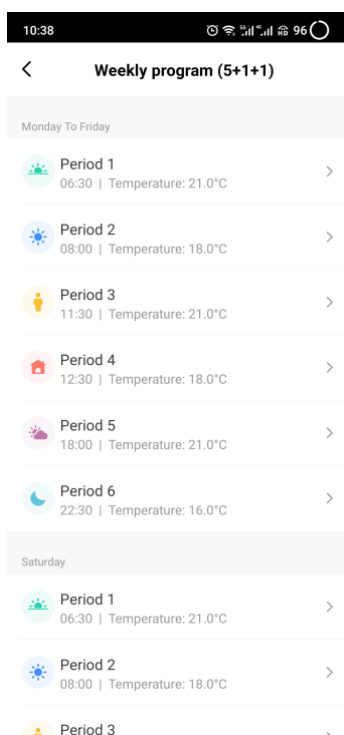 10:38
96
Weekly program (5+1+1)
Monday To Friday
Period 1
06:30 | Temperature: 21.0°C
Period 2
08:00 | Temperature: 18.0°C
Period 3
11:30 | Temperature: 21.0°C
Period 4
12:30 | Temperature: 18.0°C
Period 5
18:00 | Temperature: 21.0°C
Period 6
22:30 | Temperature: 16.0°C
Saturday
Period 1
06:30 | Temperature: 21.0°C
Period 2
08:00 | Temperature: 18.0°C
Period 3